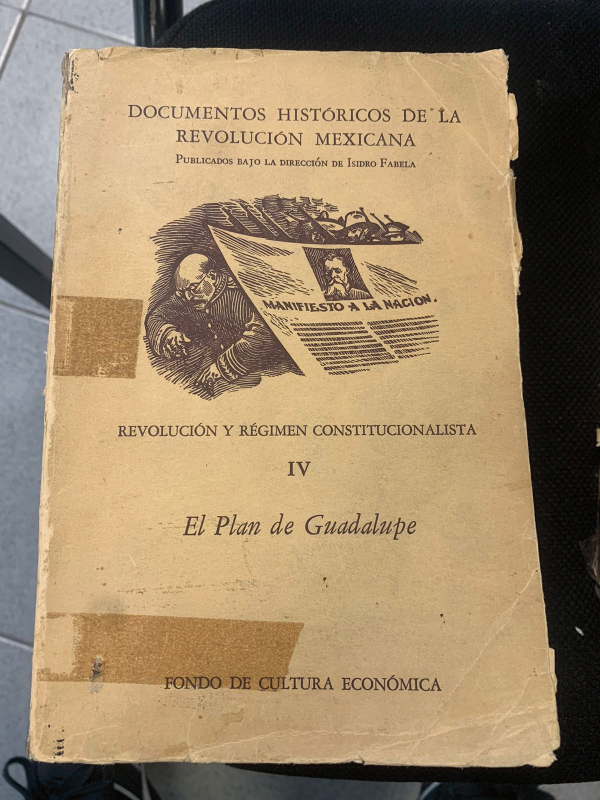 DOCUMENTOS HISTÓRICOS DE LA
REVOLUCIÓN MEXICANA
PUBLICADOS BAJO LA DIRECCIÓN DE ISIDRO FABELA
MANIFIESTO A LA NACION.
REVOLUCIÓN Y RÉGIMEN CONSTITUCIONALISTA
IV
El Plan de Guadalupe
FONDO DE CULTURA ECONÓMICA